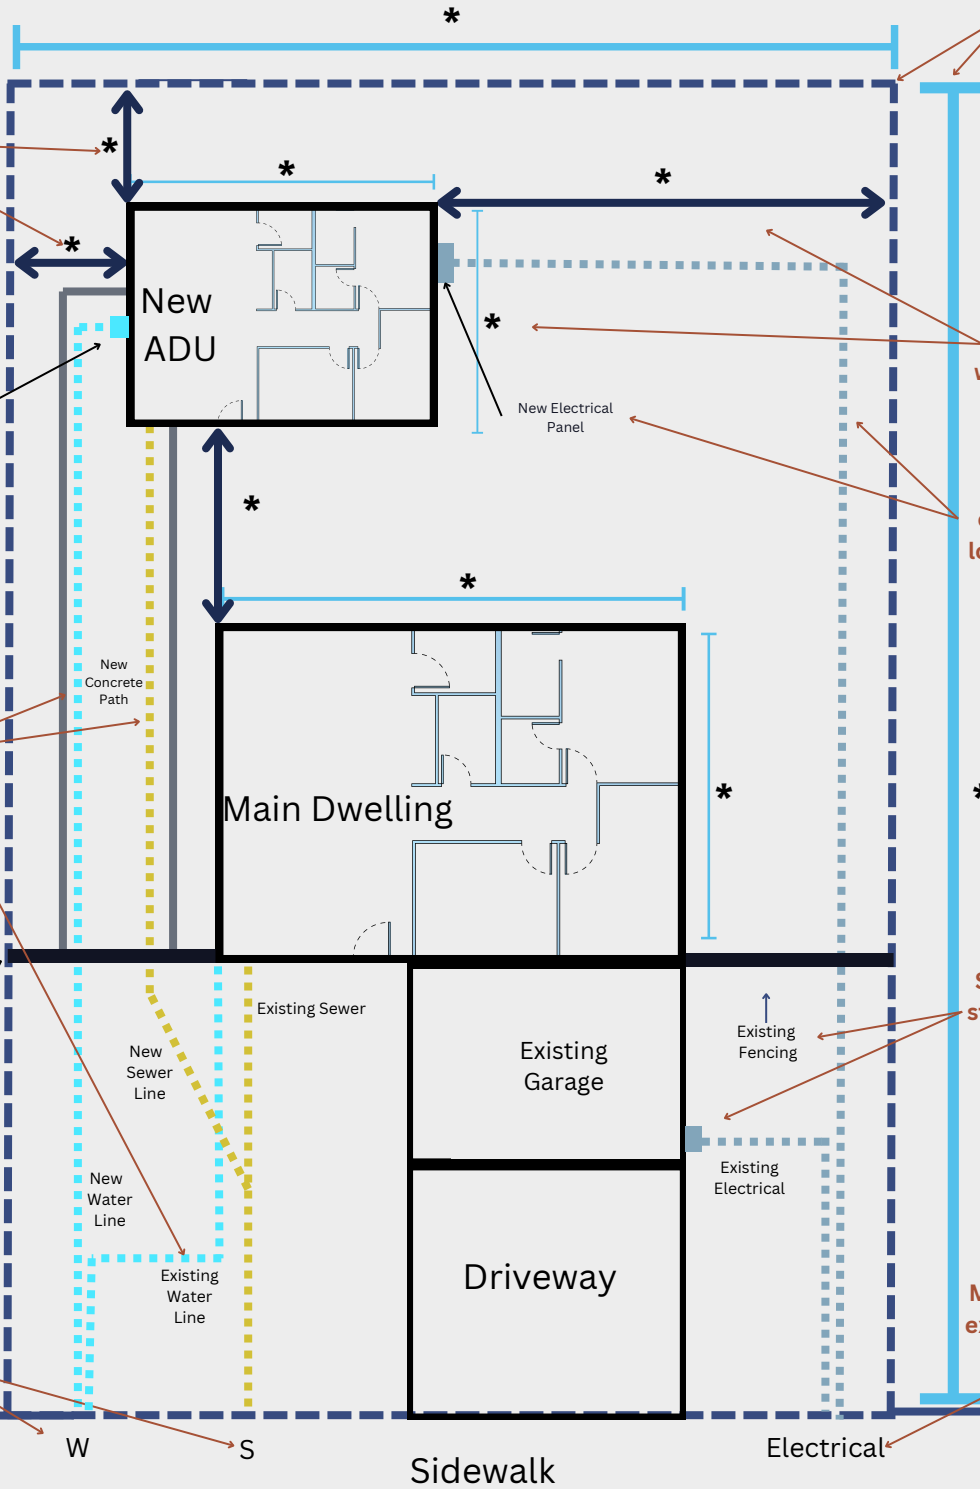 *
*
*
*
*
New
ADU
*
New Electrical
Panel
*
*
New
Concrete
Path
Main Dwelling
*
Existing Sewer
Existing
Garage
Existing
Fencing
New
Sewer
Line
Existing
Electrical
New
Water
Line
Existing
Water
Line
Driveway
W
S
Electrical
Sidewalk